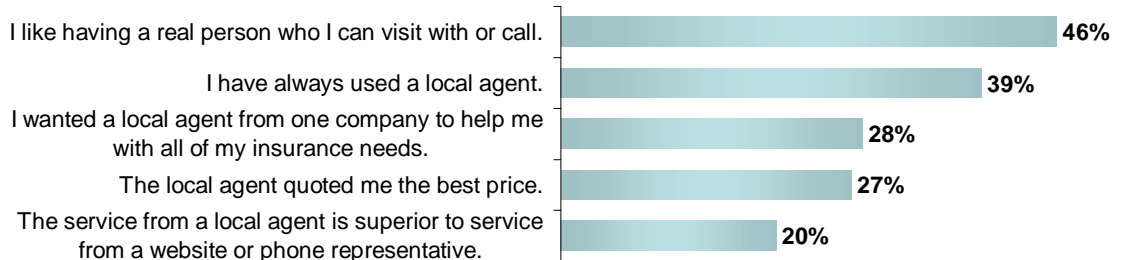 I like having a real person who I can visit with or call.
46%
I have always used a local agent.
39%
I wanted a local agent from one company to help me
with all of my insurance needs.
28%
The local agent quoted me the best price.
27%
The service from a local agent is superior to service
from a website or phone representative.
20%